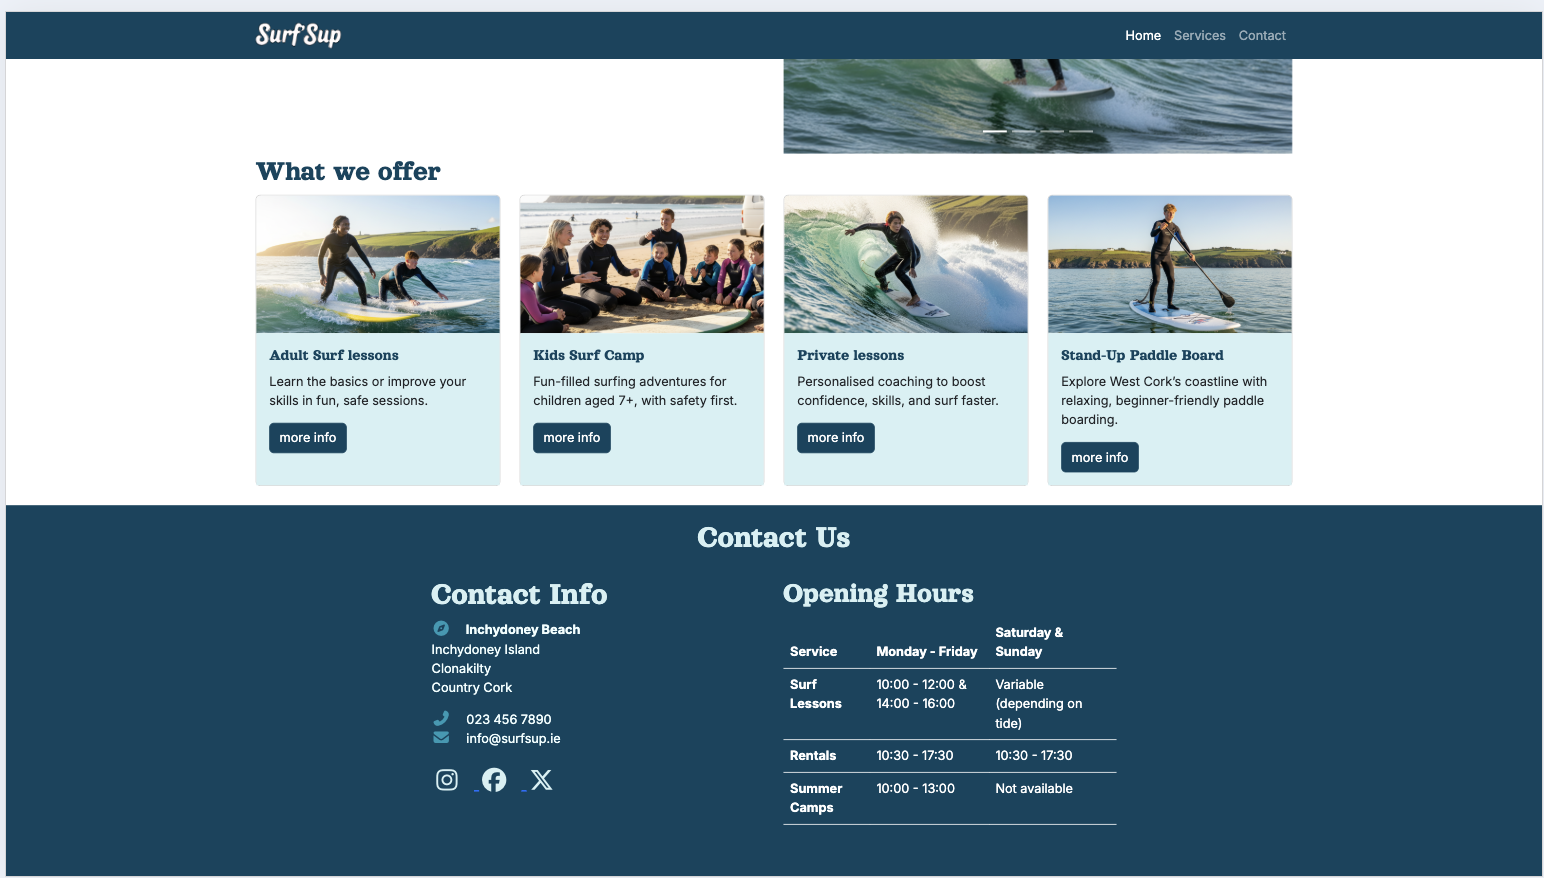 Surf'Sup
Home Services Contact
What we offer
Adult Surf lessons
Learn the basics or improve your
skills in fun, safe sessions.
more info
Kids Surf Camp
Fun-filled surfing adventures for
children aged 7+, with safety first.
more info
Private lessons
Personalised coaching to boost
confidence, skills, and surf faster.
more info
Stand-Up Paddle Board
Explore West Cork’s coastline with
relaxing, beginner-friendly paddle
boarding.
more info
Contact Us
Contact Info
Inchydoney Beach
Inchydoney Island
Clonakilty
Country Cork
023 456 7890
info@surfsup.ie
Opening Hours
Service Monday - Friday Saturday & Sunday
Surf Lessons 10:00 - 12:00 & 14:00 - 16:00 Variable (depending on tide)
Rentals 10:30 - 17:30 10:30 - 17:30
Summer Camps 10:00 - 13:00 Not available